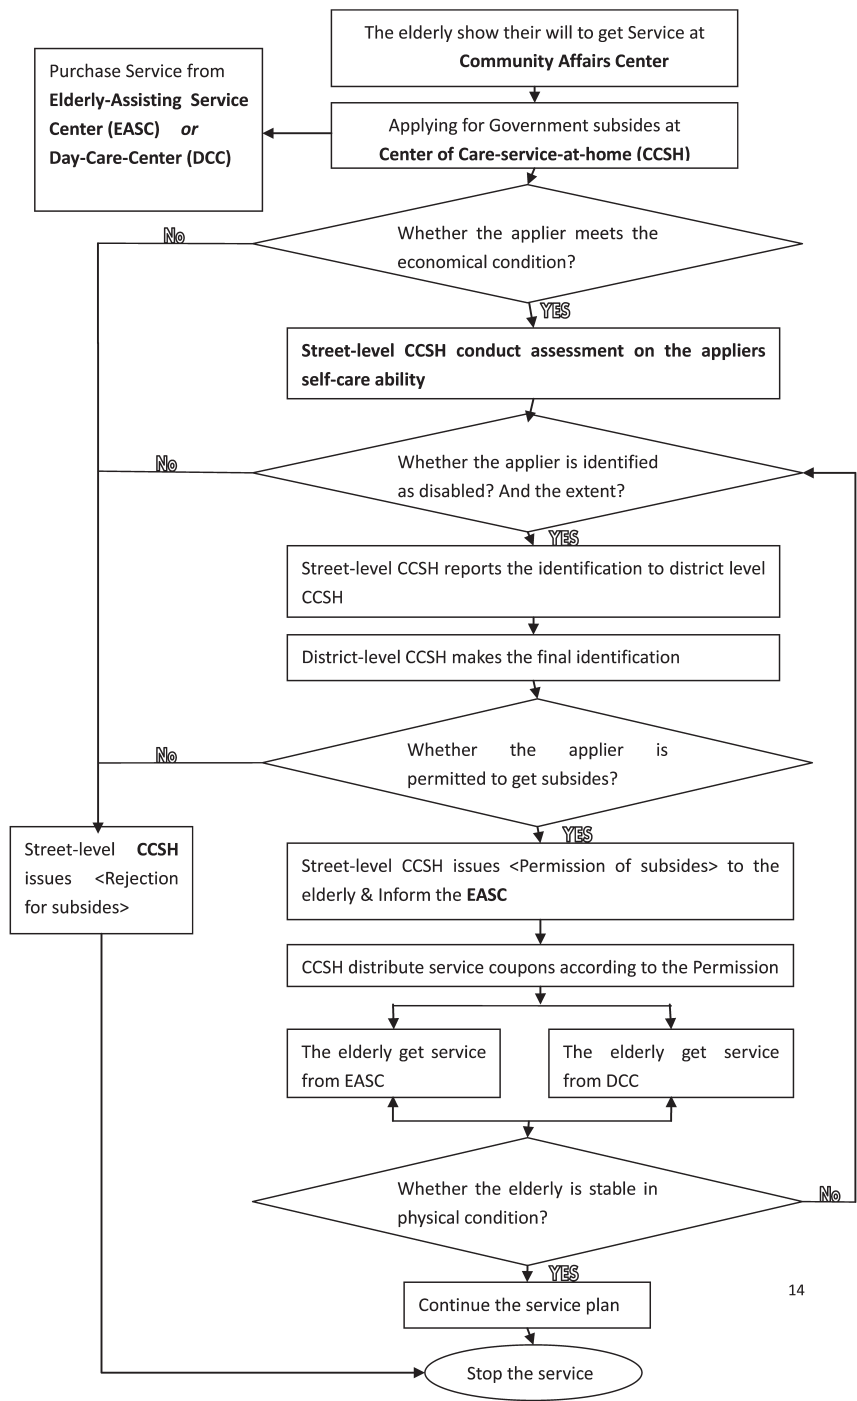 The elderly show their will to get Service at
Community Affairs Center
Purchase Service from
Elderly-Assisting Service
Center (EASC) or
Day-Care-Center (DCC)
Applying for Government subsides at
Center of Care-service-at-home (CCSH)
Whether the applier meets the
economical condition?
No
YES
Street-level CCSH conduct assessment on the appliers
self-care ability
Whether the applier is identified
as disabled? And the extent?
No
YES
Street-level CCSH reports the identification to district level
CCSH
District-level CCSH makes the final identification
Whether the applier is
permitted to get subsides?
No
YES
Street-level CCSH
issues <Rejection
for subsides>
Street-level CCSH issues <Permission of subsides> to the
elderly & Inform the EASC
CCSH distribute service coupons according to the Permission
The elderly get service
from EASC
The elderly get service
from DCC
Whether the elderly is stable in
physical condition?
No
YES
14
Continue the service plan
Stop the service